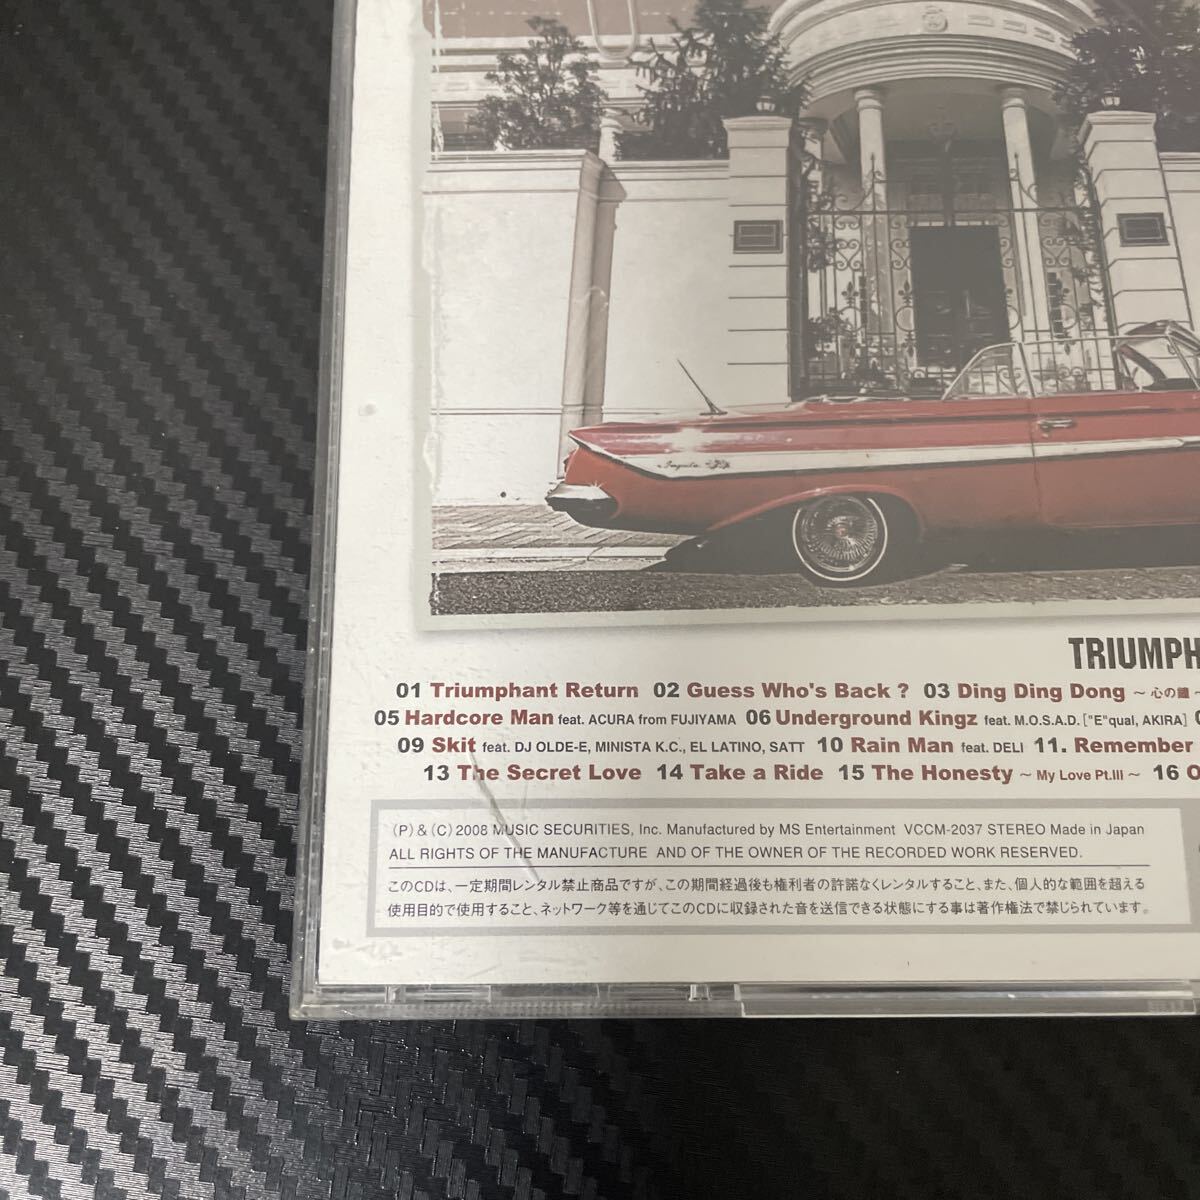 Impala
TRIUMPH
01 Triumphant Return 02 Guess Who's Back ? 03 Ding Ding Dong ～ 心の鐘 ～
05 Hardcore Man feat. ACURA from FUJIYAMA 06 Underground Kingz feat. M.O.S.A.D. ["E"qual, AKIRA]
09 Skit feat. DJ OLDE-E, MINISTA K.C., EL LATINO, SATT 10 Rain Man feat. DELI 11. Remember
13 The Secret Love 14 Take a Ride 15 The Honesty ～ My Love Pt.III ～ 16 O
(P) & (C) 2008 MUSIC SECURITIES, Inc. Manufactured by MS Entertainment VCCM-2037 STEREO Made in Japan
ALL RIGHTS OF THE MANUFACTURE AND OF THE OWNER OF THE RECORDED WORK RESERVED.
このCDは、一定期間レンタル禁止商品ですが、この期間経過後も権利者の許諾なくレンタルすること、また、個人的な範囲を超える
使用目的で使用すること、ネットワーク等を通じてこのCDに収録された音を送信できる状態にする事は著作権法で禁じられています。